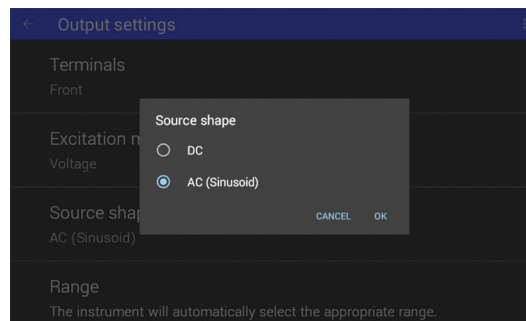 Output settings
Terminals
Front
Excitation m
Voltage
Source shap
AC (Sinusoid)
Range
The instrument will automatically select the appropriate range.
Source shape
DC
AC (Sinusoid)
CANCEL OK